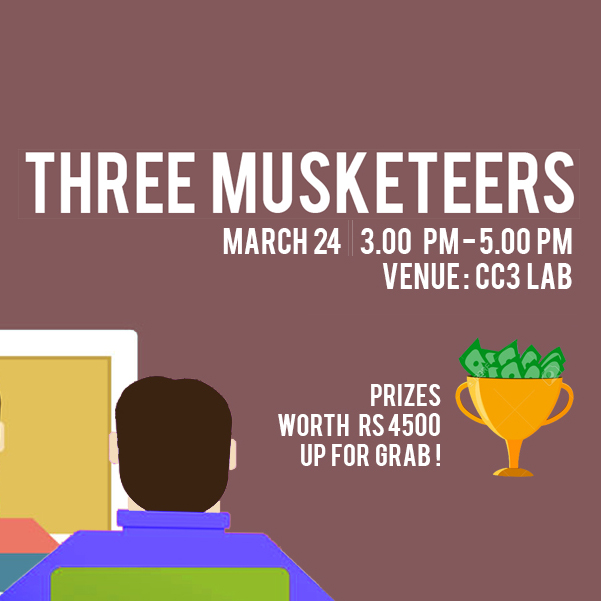 THREE MUSKETEERS
MARCH 24 | 3.00 PM - 5.00 PM
VENUE : CC3 LAB
PRIZES
WORTH RS 4500
UP FOR GRAB !